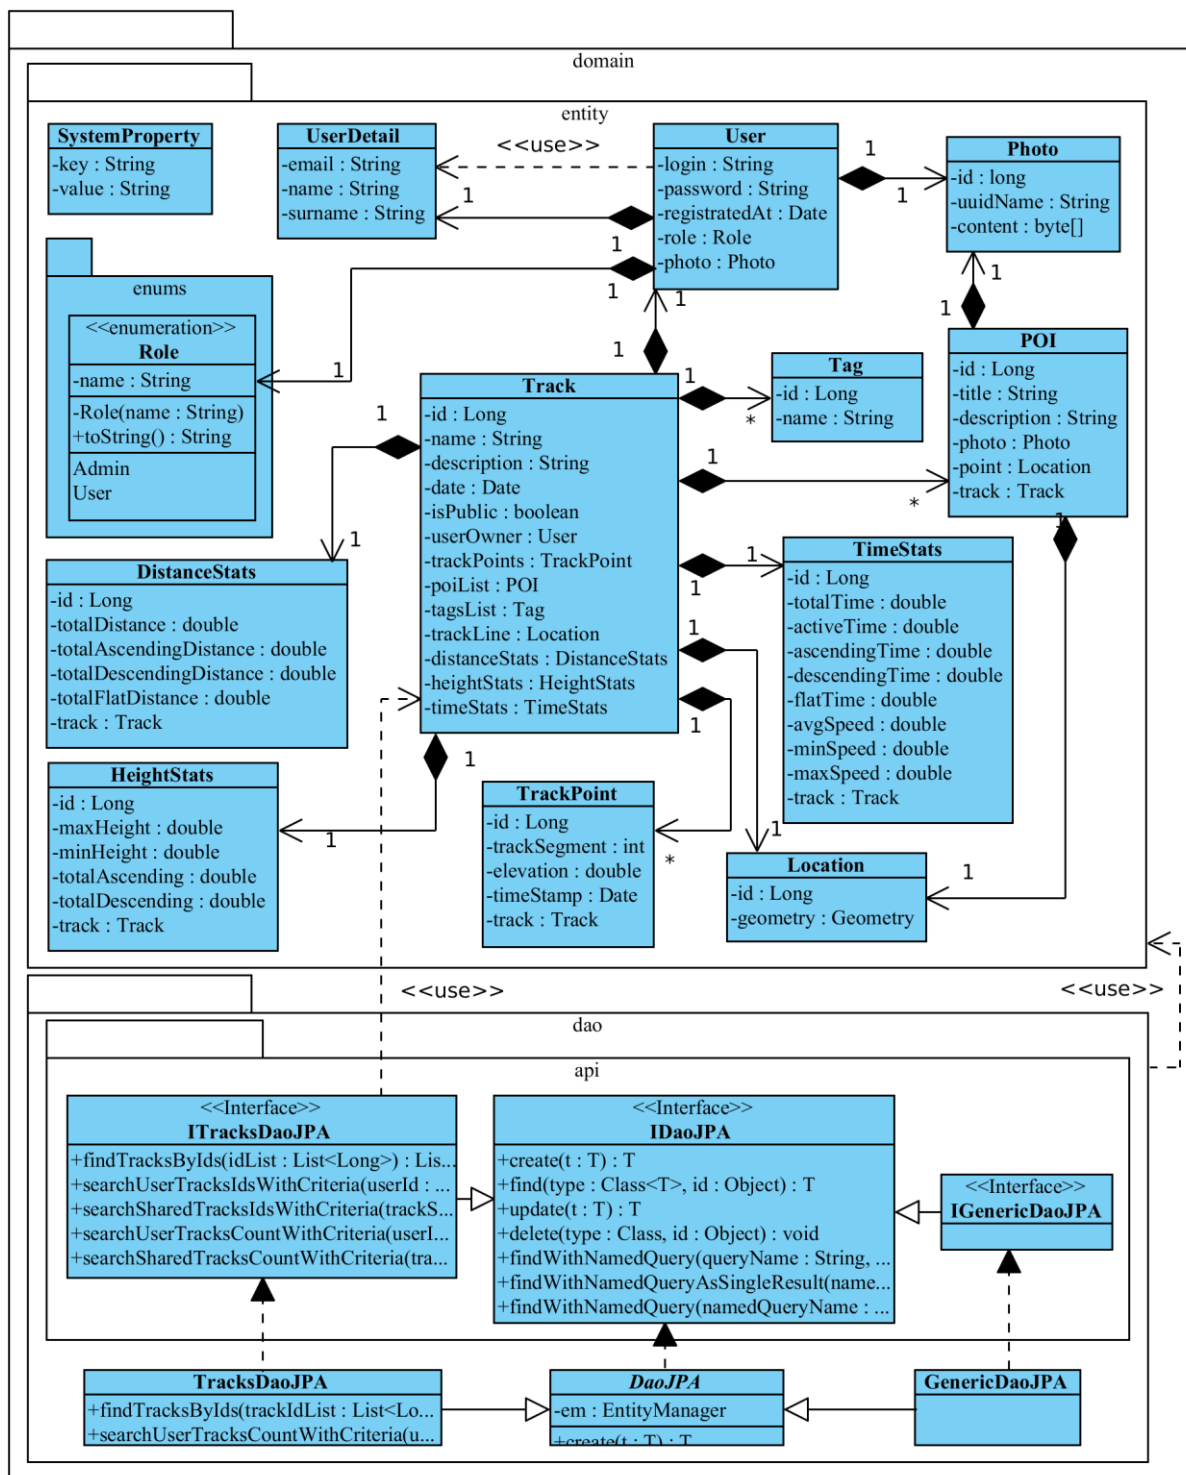 domain
entity
SystemProperty
-key : String
-value : String
UserDetail
-email : String
-name : String
-surname : String
<<use>>
1
1
User
-login : String
-password : String
-registratedAt : Date
-role : Role
-photo : Photo
1
1
Photo
-id : long
-uuidName : String
-content : byte[]
enums
<<enumeration>>
Role
-name : String
-Role(name : String)
+toString() : String
Admin
User
1
1
1
1
1
1
POI
-id : Long
-title : String
-description : String
-photo : Photo
-point : Location
-track : Track
1
Track
-id : Long
-name : String
-description : String
-date : Date
-isPublic : boolean
-userOwner : User
-trackPoints : TrackPoint
-poiList : POI
-tagsList : Tag
-trackLine : Location
-distanceStats : DistanceStats
-heightStats : HeightStats
-timeStats : TimeStats
1
*
Tag
-id : Long
-name : String
1
*
1
1
DistanceStats
-id : Long
-totalDistance : double
-totalAscendingDistance : double
-totalDescendingDistance : double
-totalFlatDistance : double
-track : Track
1
1
TimeStats
-id : Long
-totalTime : double
-activeTime : double
-ascendingTime : double
-descendingTime : double
-flatTime : double
-avgSpeed : double
-minSpeed : double
-maxSpeed : double
-track : Track
1
1
1
1
HeightStats
-id : Long
-maxHeight : double
-minHeight : double
-totalAscending : double
-totalDescending : double
-track : Track
TrackPoint
-id : Long
-trackSegment : int
-elevation : double
-timeStamp : Date
-track : Track
*
1
Location
-id : Long
-geometry : Geometry
1
<<use>>
<<use>>
dao
api
<<Interface>>
ITracksDaoJPA
+findTracksByIds(idList : List<Long>) : Lis...
+searchUserTracksIdsWithCriteria(userId : ...
+searchSharedTracksIdsWithCriteria(trackS...
+searchUserTracksCountWithCriteria(userI...
+searchSharedTracksCountWithCriteria(tra...
<<Interface>>
IDaoJPA
+create(t : T) : T
+find(type : Class<T>, id : Object) : T
+update(t : T) : T
+delete(type : Class, id : Object) : void
+findWithNamedQuery(queryName : String, ...
+findWithNamedQueryAsSingleResult(name...
+findWithNamedQuery(namedQueryName : ...
<<Interface>>
IGenericDaoJPA
TracksDaoJPA
+findTracksByIds(trackIdList : List<Lo...
+searchUserTracksCountWithCriteria(u...
DaoJPA
-em : EntityManager
+create(t : T) : T
GenericDaoJPA